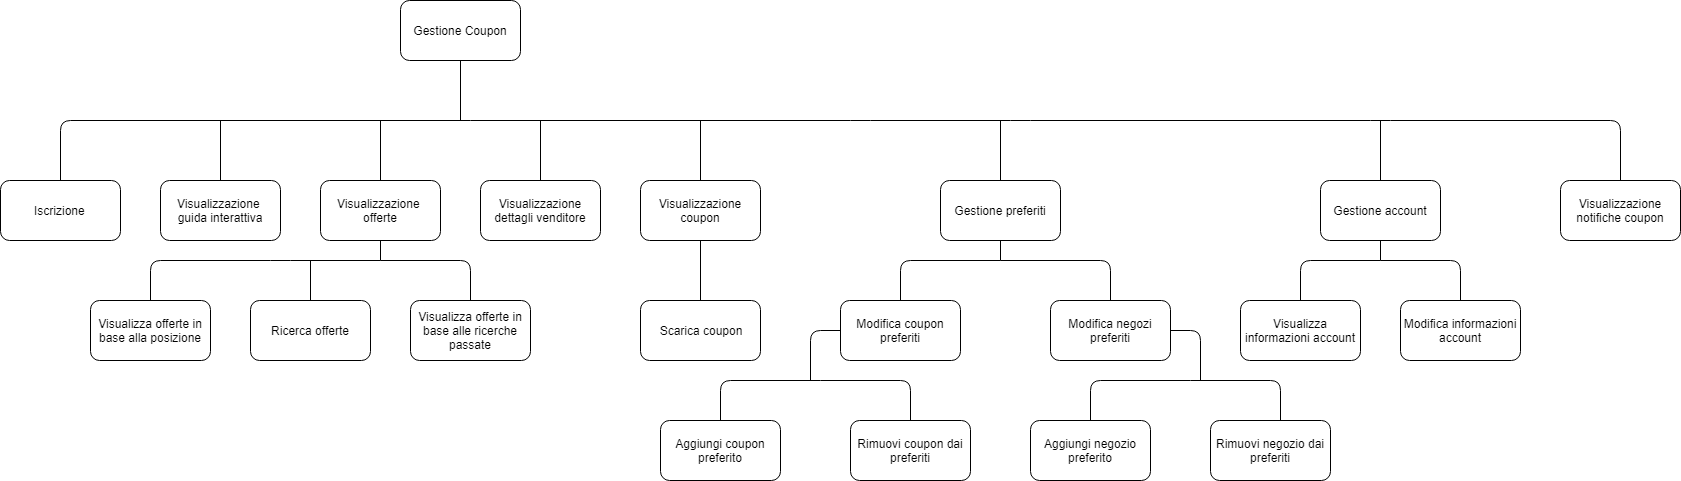 Gestione Coupon
Iscrizione
Visualizzazione
guida interattiva
Visualizzazione
offerte
Visualizzazione
dettagli venditore
Visualizzazione
coupon
Gestione preferiti
Gestione account
Visualizzazione
notifiche coupon
Visualizza offerte in
base alla posizione
Ricerca offerte
Visualizza offerte in
base alle ricerche
passate
Scarica coupon
Modifica coupon
preferiti
Modifica negozi
preferiti
Visualizza
informazioni account
Modifica informazioni
account
Aggiungi coupon
preferito
Rimuovi coupon dai
preferiti
Aggiungi negozio
preferito
Rimuovi negozio dai
preferiti